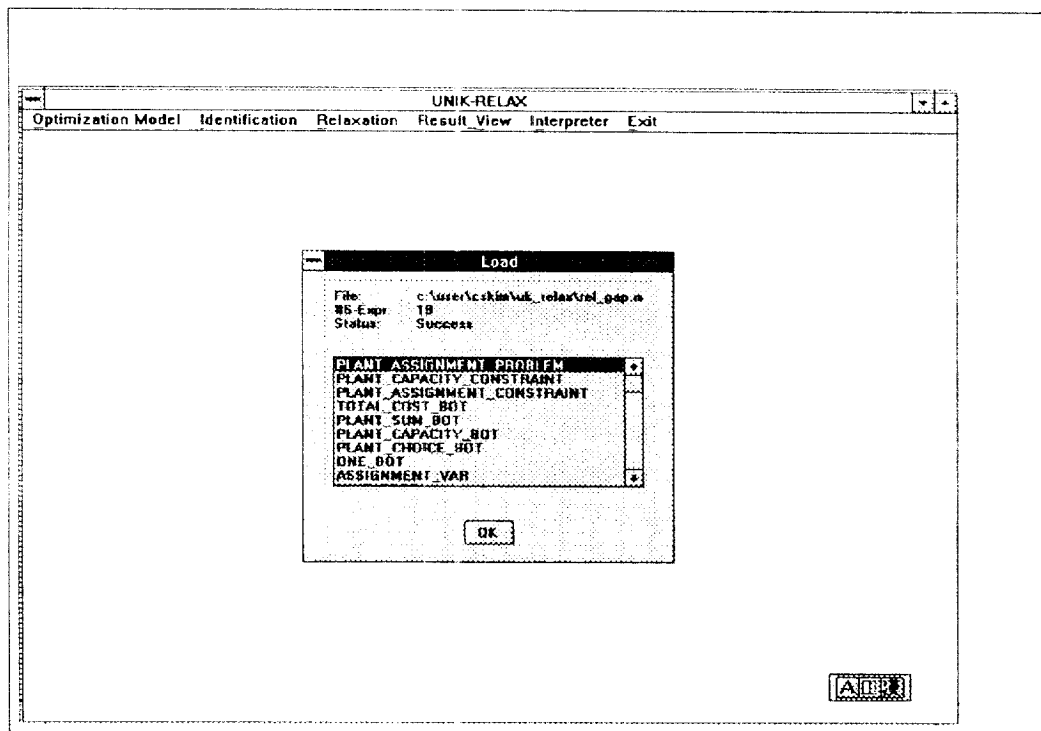 UNIK-RELAX
Optimization Model Identification Relaxation Result_View Interpreter Exit
Load
File: c:\user\cskim\uk_relax\rel_gap.m
#S-Expr: 19
Status: Success
PLANT_ASSIGNMENT_PROBLEM
PLANT_CAPACITY_CONSTRAINT
PLANT_ASSIGNMENT_CONSTRAINT
TOTAL_COST_BOT
PLANT_SUM_BOT
PLANT_CAPACITY_BOT
PLANT_CHOICE_BOT
ONE_BOT
ASSIGNMENT_VAR
OK
A